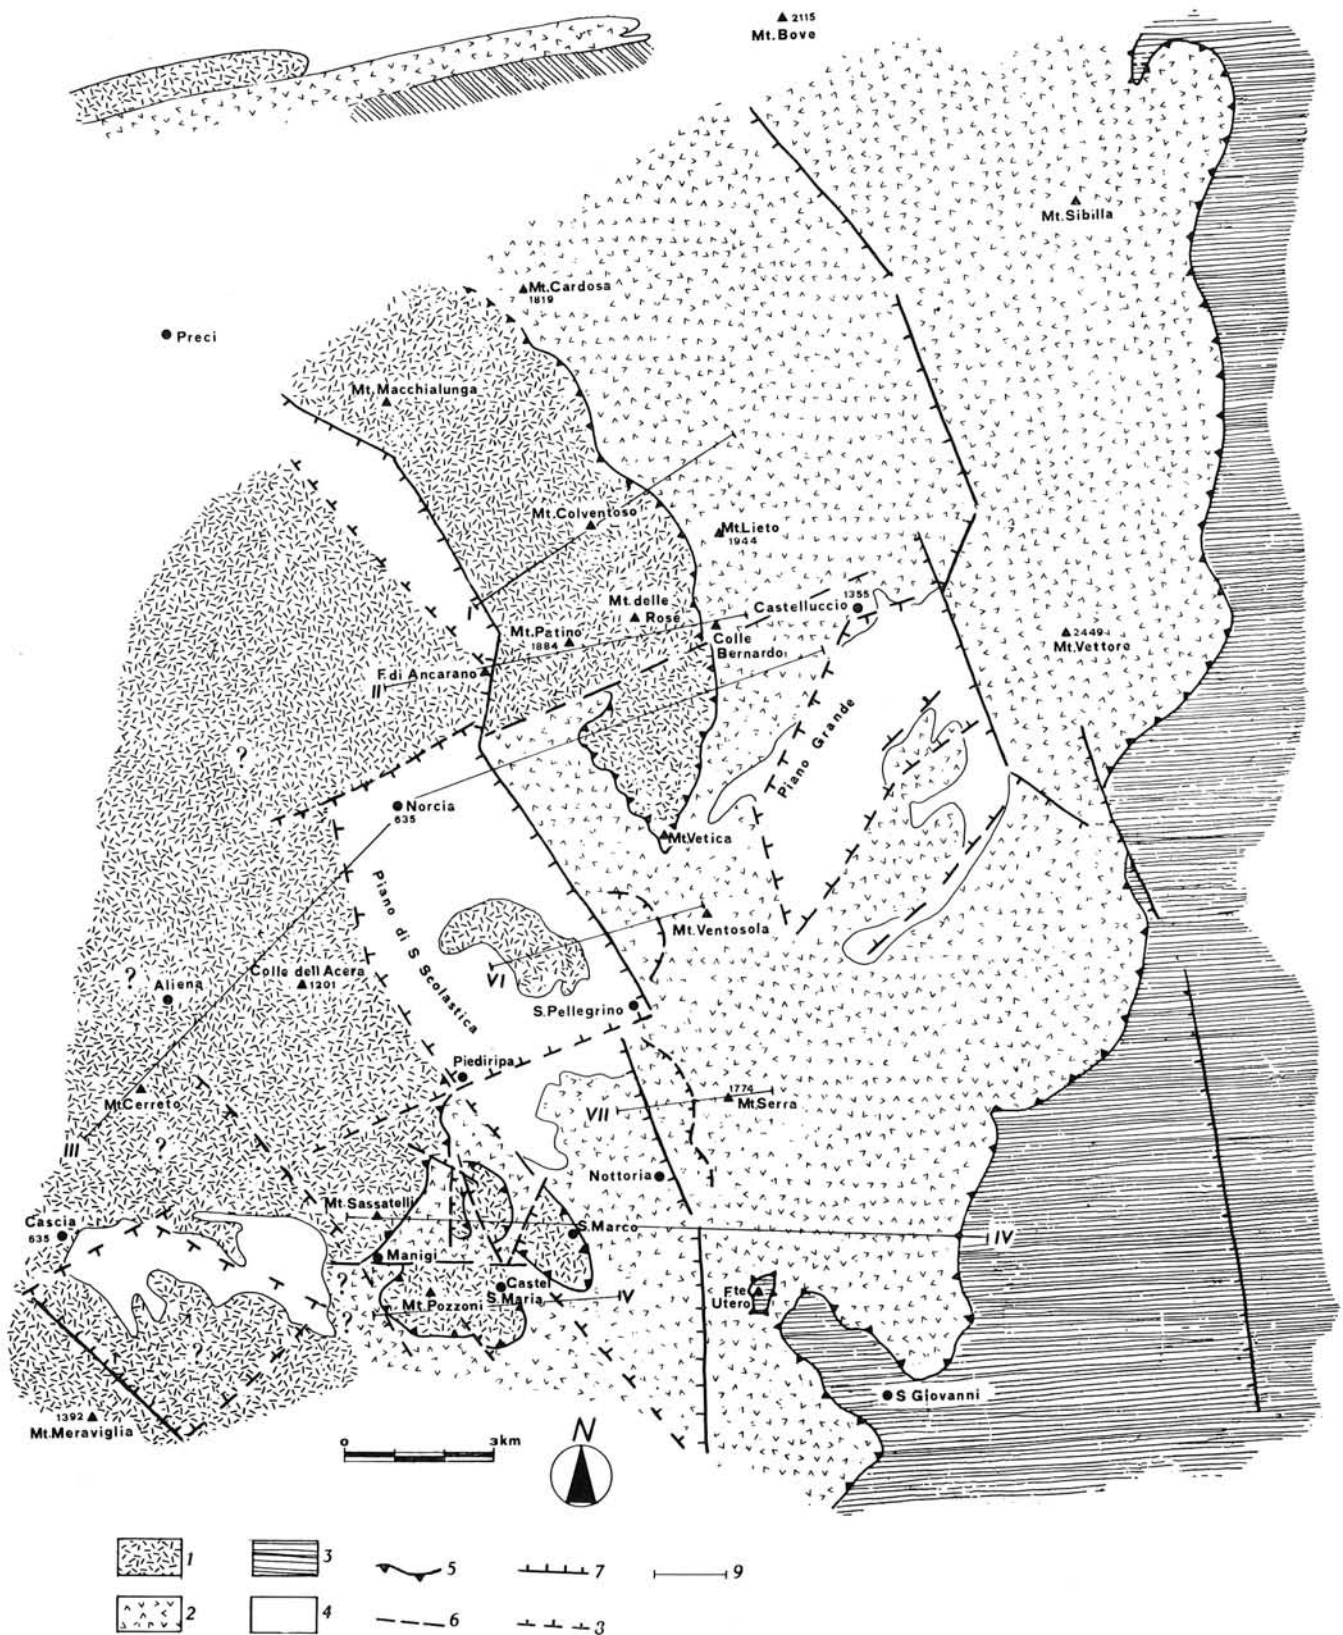 2115
Mt.Bove
Mt.Sibilla
Mt.Cardosa
1819
Preci
Mt.Macchialunga
Mt.Colventoso
Mt.Lieto
1944
I
Mt.delle
Rose
Castelluccio
1355
Mt.Patino
1884
Colle
Bernardo
2449
Mt.Vettore
F.di Ancarano
II
?
Piano Grande
Norcia
635
Mt.Vetica
Piano di S Scolastica
Mt.Ventosola
?
Colle dell'Acera
1201
Aliena
VI
S.Pellegrino
Piediripa
Mt.Cerreto
1774
Mt.Serra
VII
III
?
Nottoria
Mt.Sassatelli
Cascia
635
S.Marco
IV
Manigi
?
Castel
S.Maria
Mt.Pozzoni
IV
Fte
Utero
?
?
S Giovanni
1392
Mt.Meraviglia
0 3km
N
1 3 5 7 9
2 4 6 3